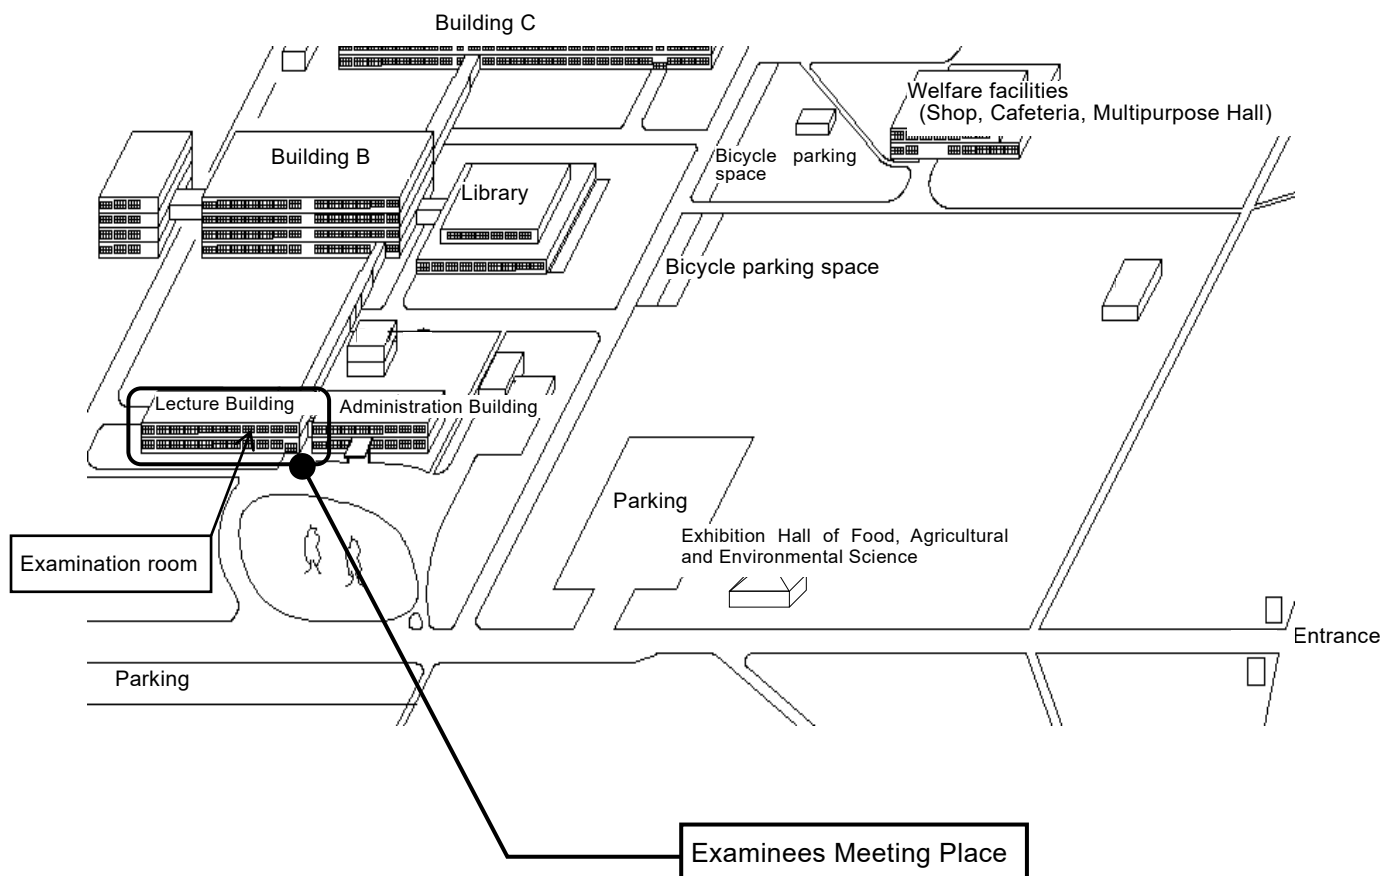 Building C
Welfare facilities
(Shop, Cafeteria, Multipurpose Hall)
Building B
Bicycle parking
space
Library
Bicycle parking space
Lecture Building
Administration Building
Parking
Exhibition Hall of Food, Agricultural
and Environmental Science
Examination room
Entrance
Parking
Examinees Meeting Place